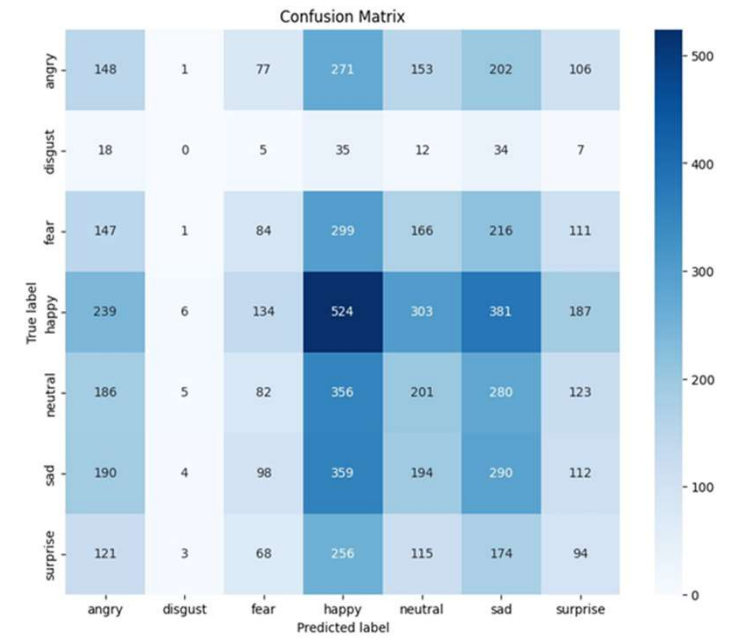 Confusion Matrix
angry 148 1 77 271 153 202 106
disgust 18 0 5 35 12 34 7
fear 147 1 84 299 166 216 111
happy 239 6 134 524 303 381 187
neutral 186 5 82 356 201 280 123
sad 190 4 98 359 194 290 112
surprise 121 3 68 256 115 174 94
True label
angry disgust fear happy neutral sad surprise
Predicted label
500
400
300
200
100
0